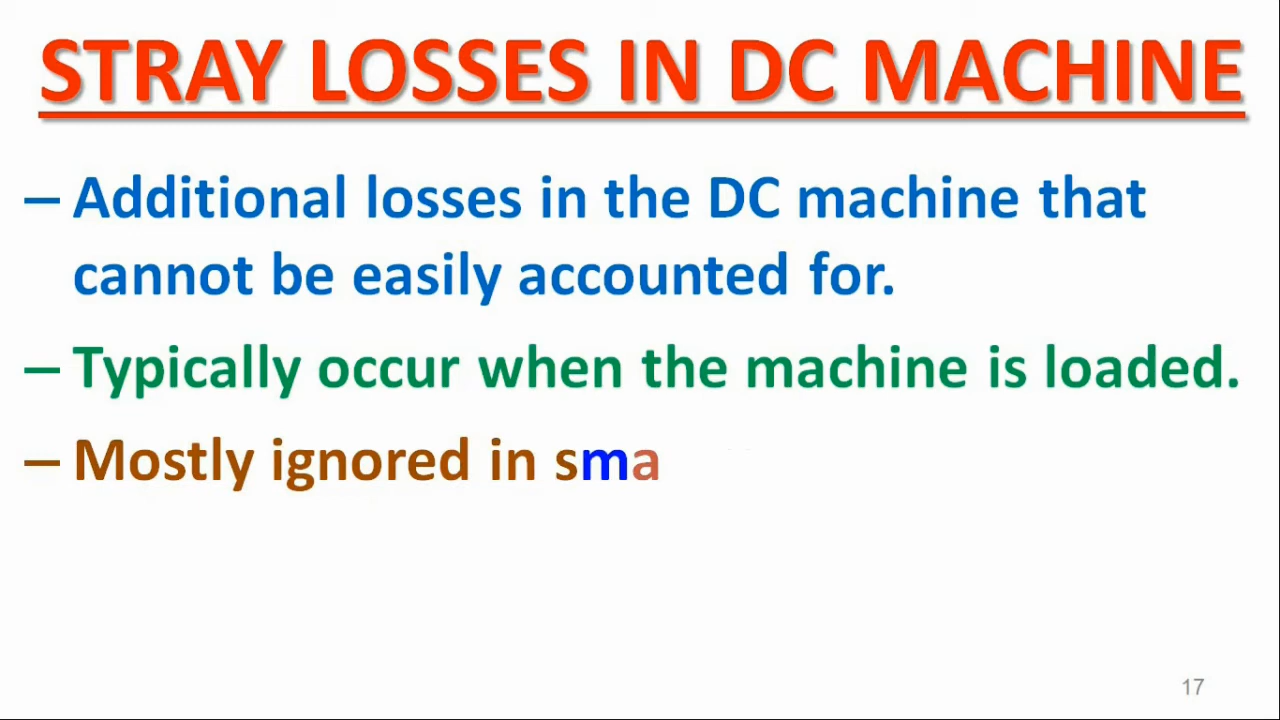 STRAY LOSSES IN DC MACHINE
– Additional losses in the DC machine that
cannot be easily accounted for.
– Typically occur when the machine is loaded.
– Mostly ignored in sma
17